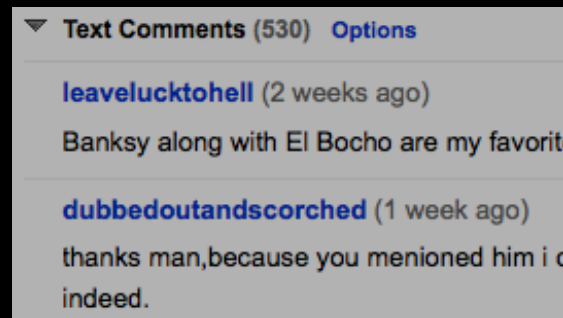 Text Comments (530) Options
leavelucktohell (2 weeks ago)
Banksy along with El Bocho are my
dubbedoutandscorched (1 week ago)
thanks man,because you menioned him i
indeed.